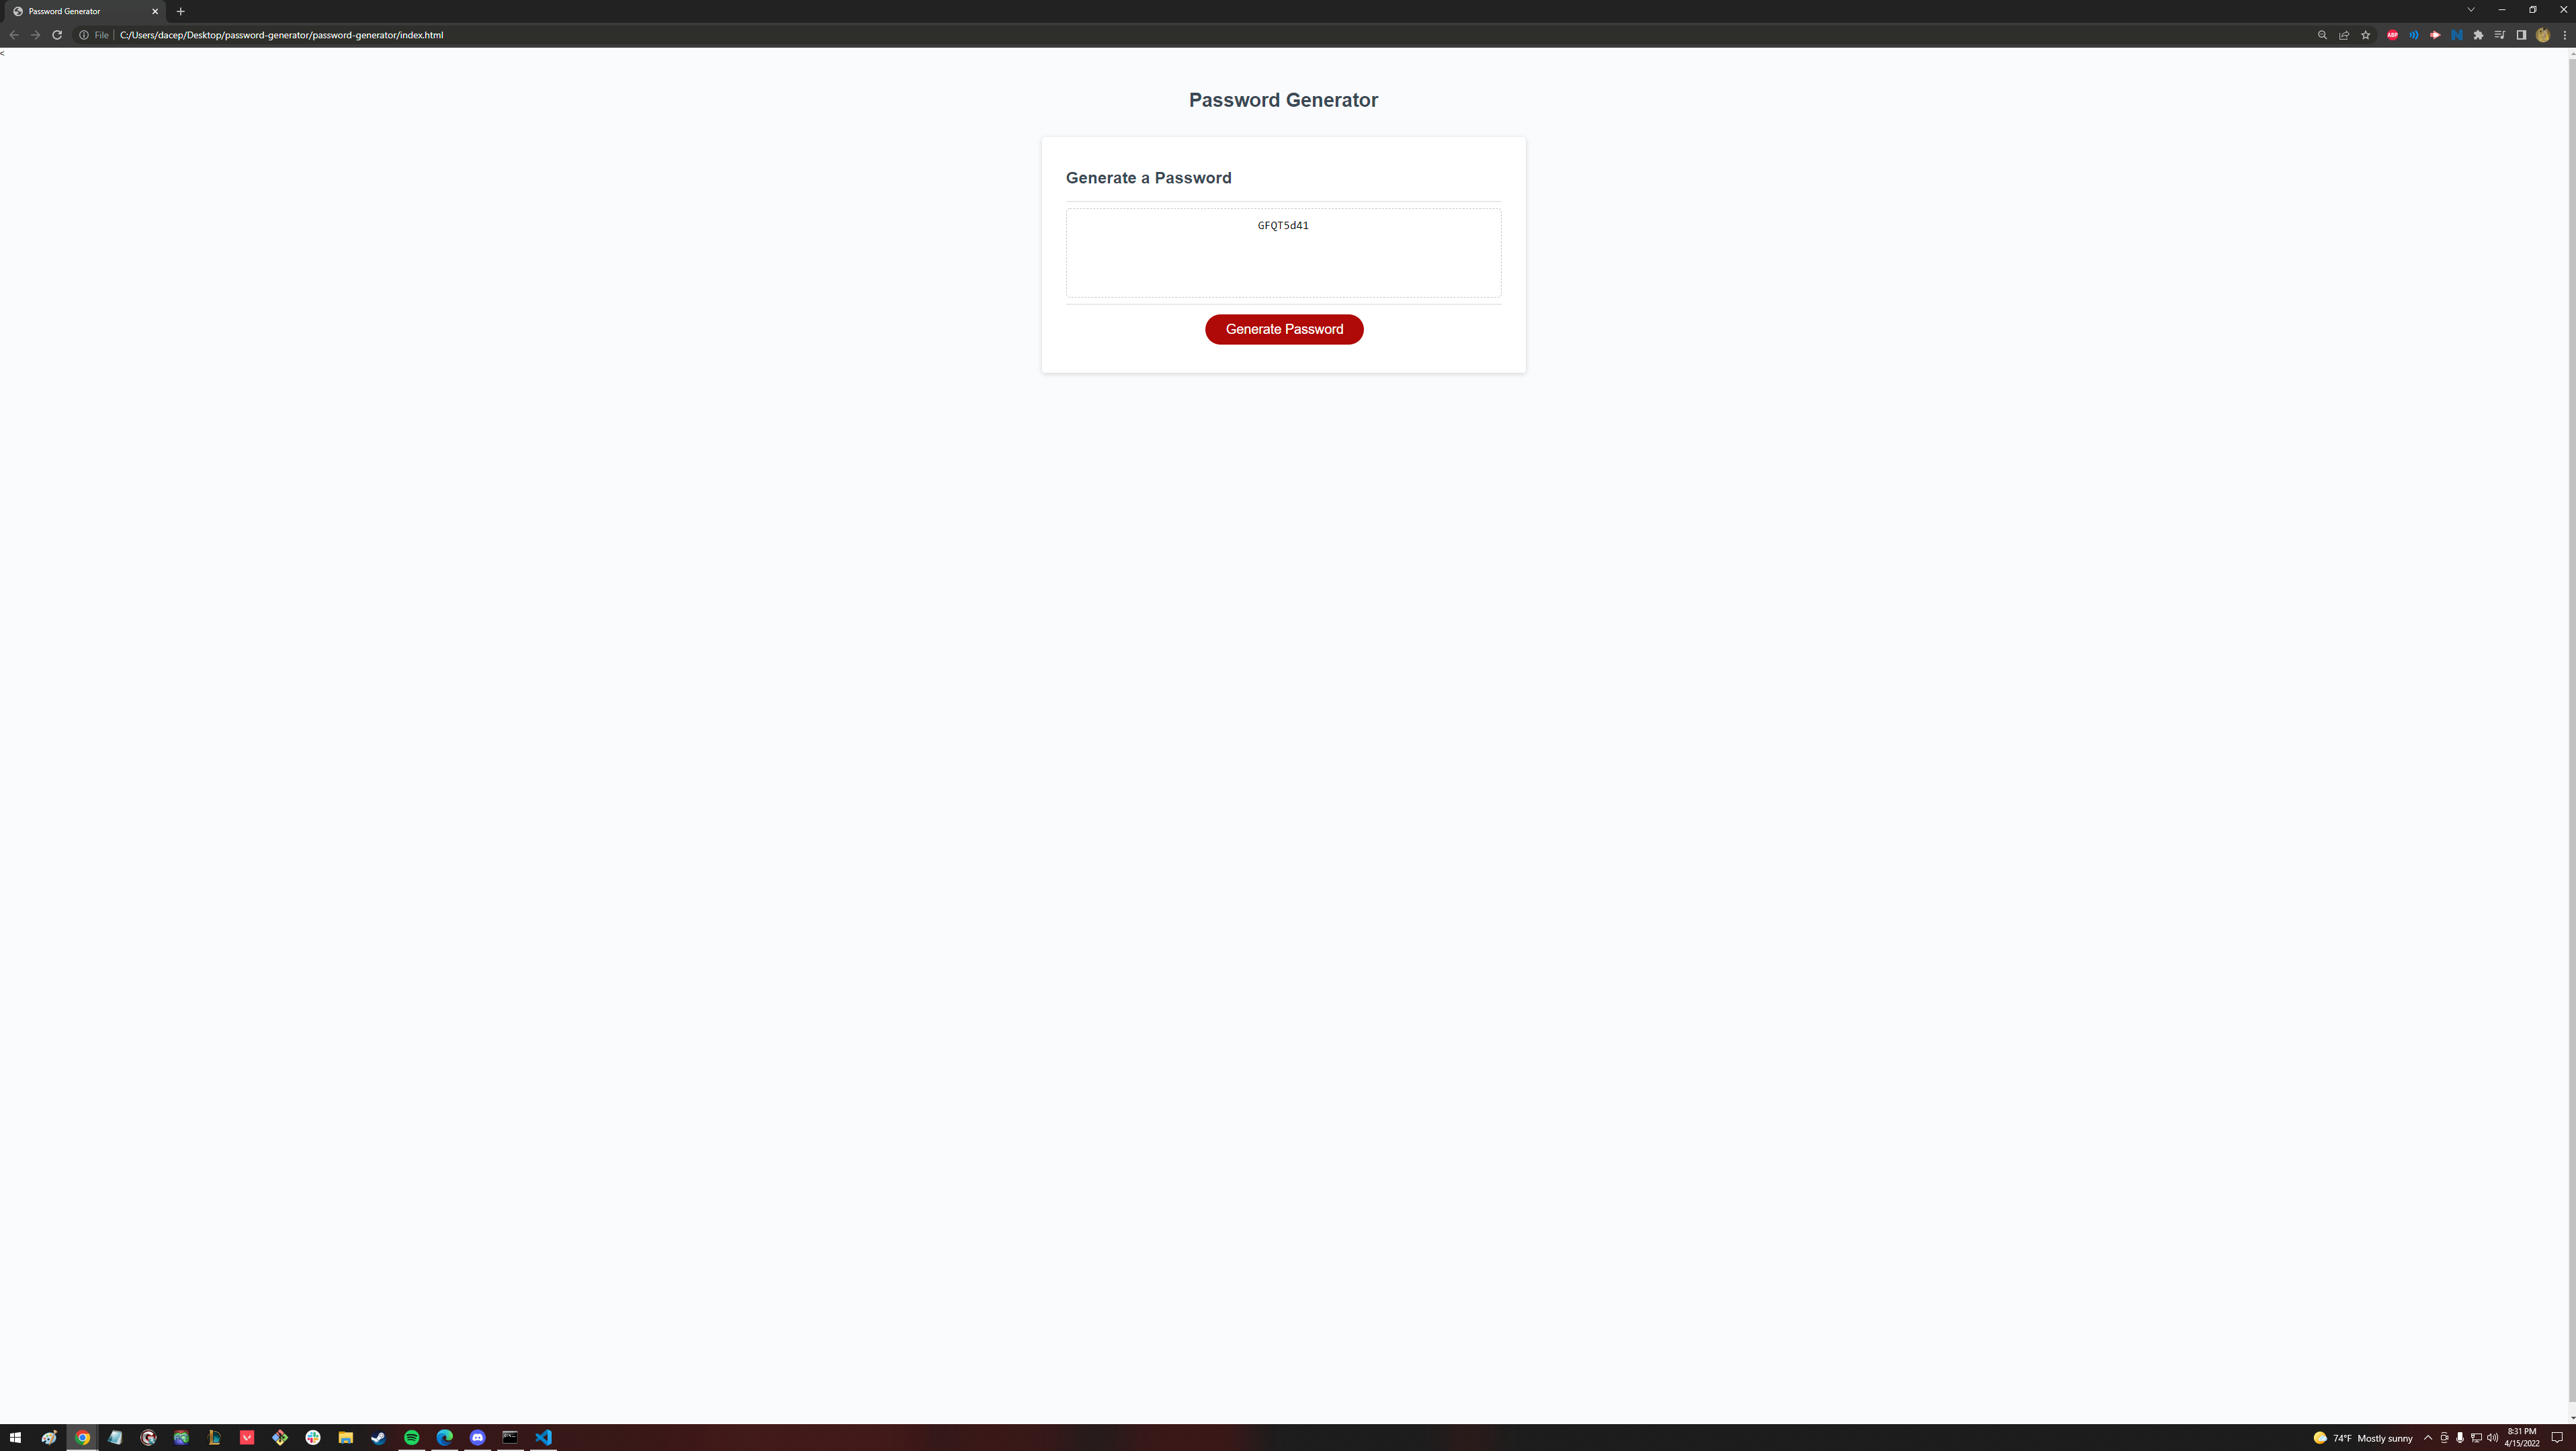 Password Generator
File
C:/Users/dacep/Desktop/password-generator/password-generator/index.html
ABP
<
Password Generator
Generate a Password
GFQT5d41
Generate Password
74°F Mostly sunny
8:31 PM
4/15/2022